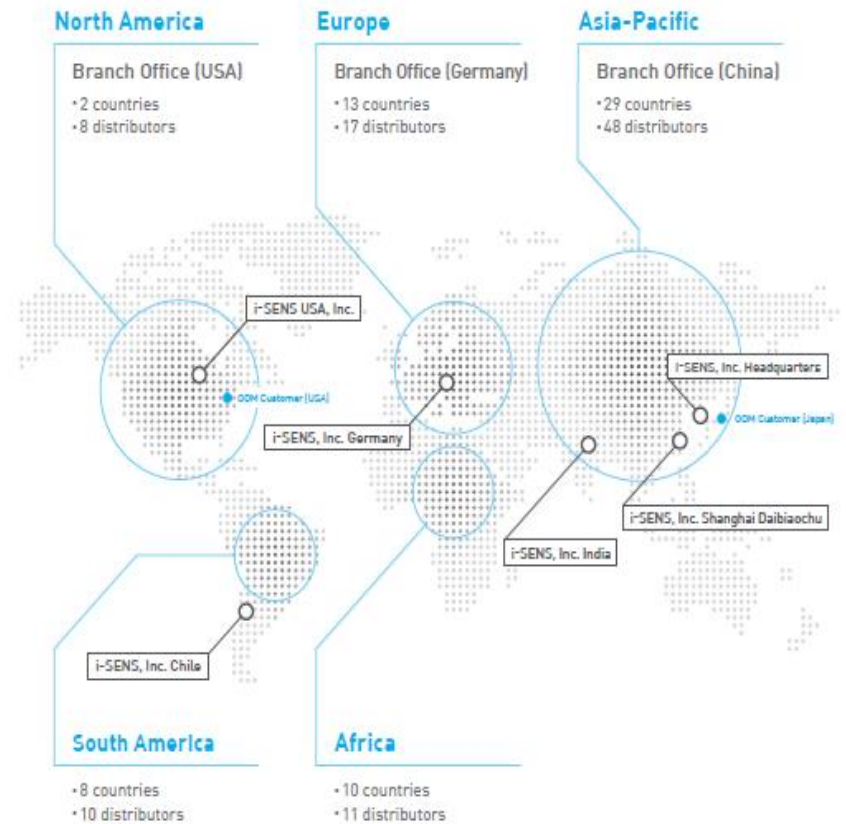 North America
Branch Office (USA)
・2 countries
・8 distributors
Europe
Branch Office (Germany)
・13 countries
・17 distributors
Asia-Pacific
Branch Office (China)
・29 countries
・48 distributors
i-SENS USA, Inc.
ODM Customer (USA)
i-SENS, Inc. Germany
i-SENS, Inc. Headquarters
ODM Customer (Japan)
i-SENS, Inc. Shanghai Daibiaochu
i-SENS, Inc. India
i-SENS, Inc. Chile
South America
・8 countries
・10 distributors
Africa
・10 countries
・11 distributors